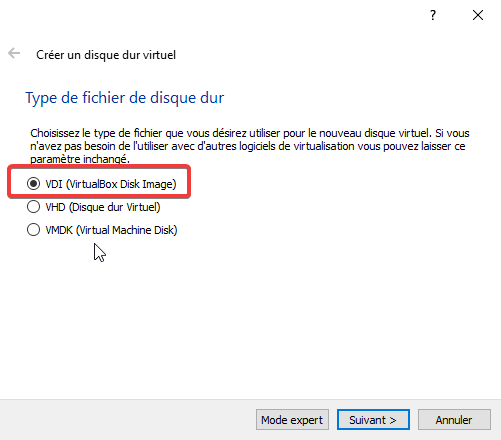 ?
Créer un disque dur virtuel
Type de fichier de disque dur
Choisissez le type de fichier que vous désirez utiliser pour le nouveau disque virtuel. Si vous
n'avez pas besoin de l'utiliser avec d'autres logiciels de virtualisation vous pouvez laisser ce
paramètre inchangé.
VDI (VirtualBox Disk Image)
VHD (Disque dur Virtuel)
VMDK (Virtual Machine Disk)
Mode expert
Suivant >
Annuler